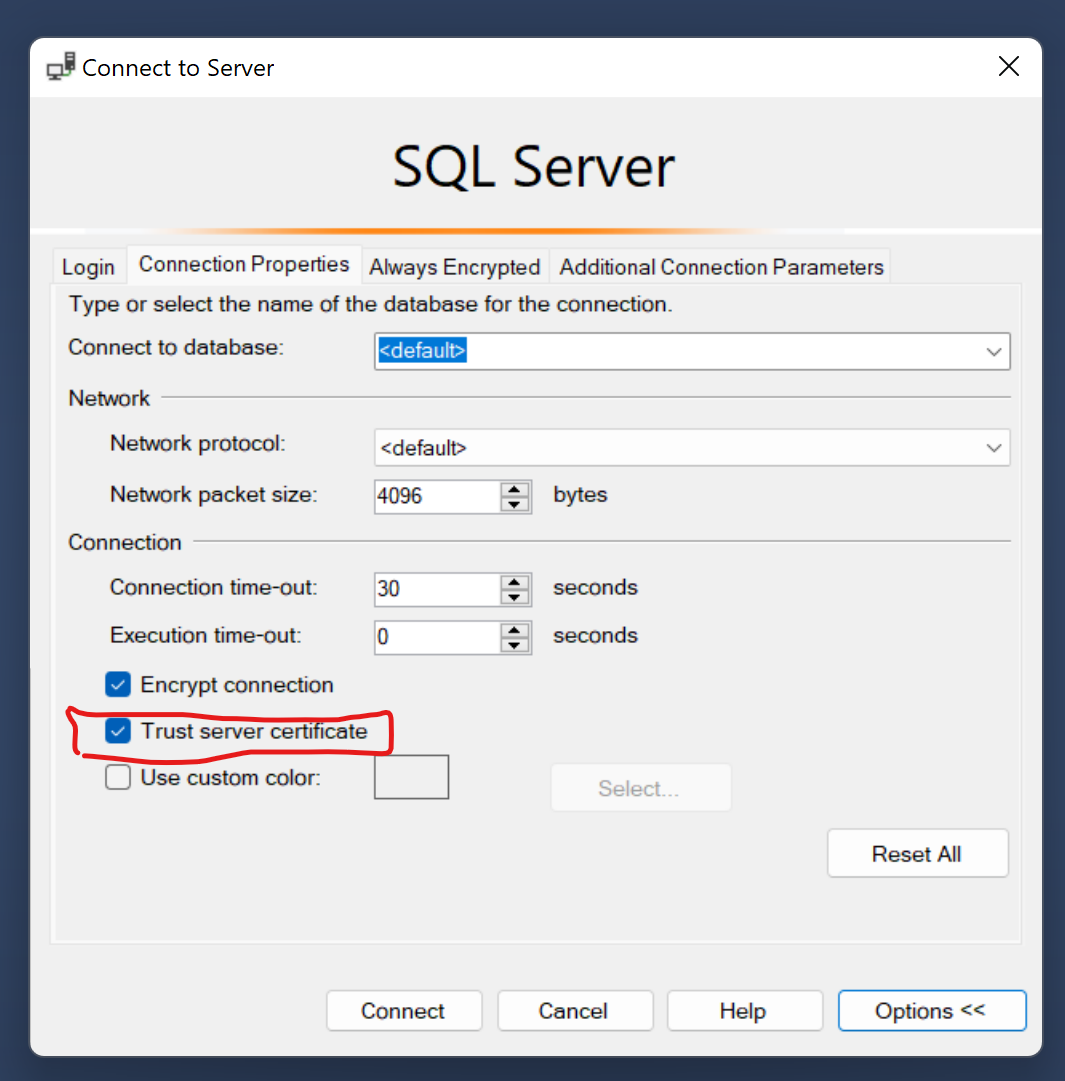 Connect to Server
SQL Server
Login Connection Properties Always Encrypted Additional Connection Parameters
Type or select the name of the database for the connection.
Connect to database: <default>
Network
Network protocol: <default>
Network packet size: 4096 bytes
Connection
Connection time-out: 30 seconds
Execution time-out: 0 seconds
Encrypt connection
Trust server certificate
Use custom color: Select...
Reset All
Connect Cancel Help Options <<